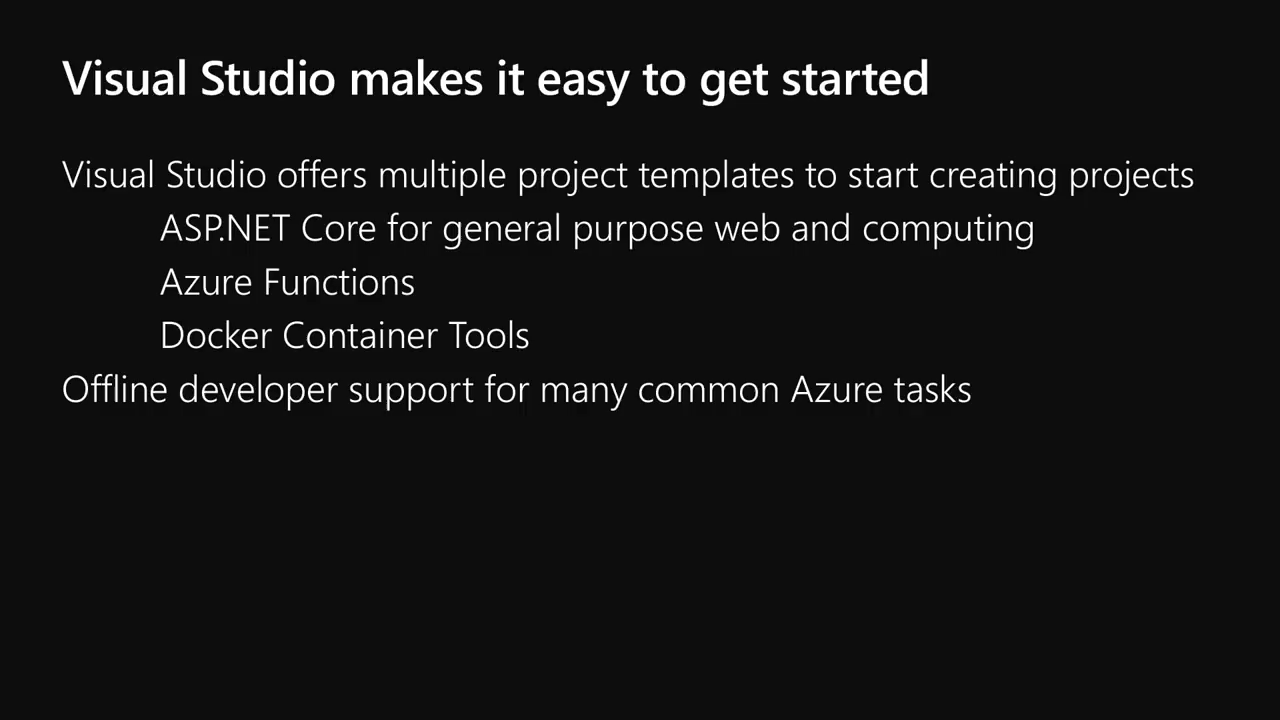 Visual Studio makes it easy to get started
Visual Studio offers multiple project templates to start creating projects
ASP.NET Core for general purpose web and computing
Azure Functions
Docker Container Tools
Offline developer support for many common Azure tasks